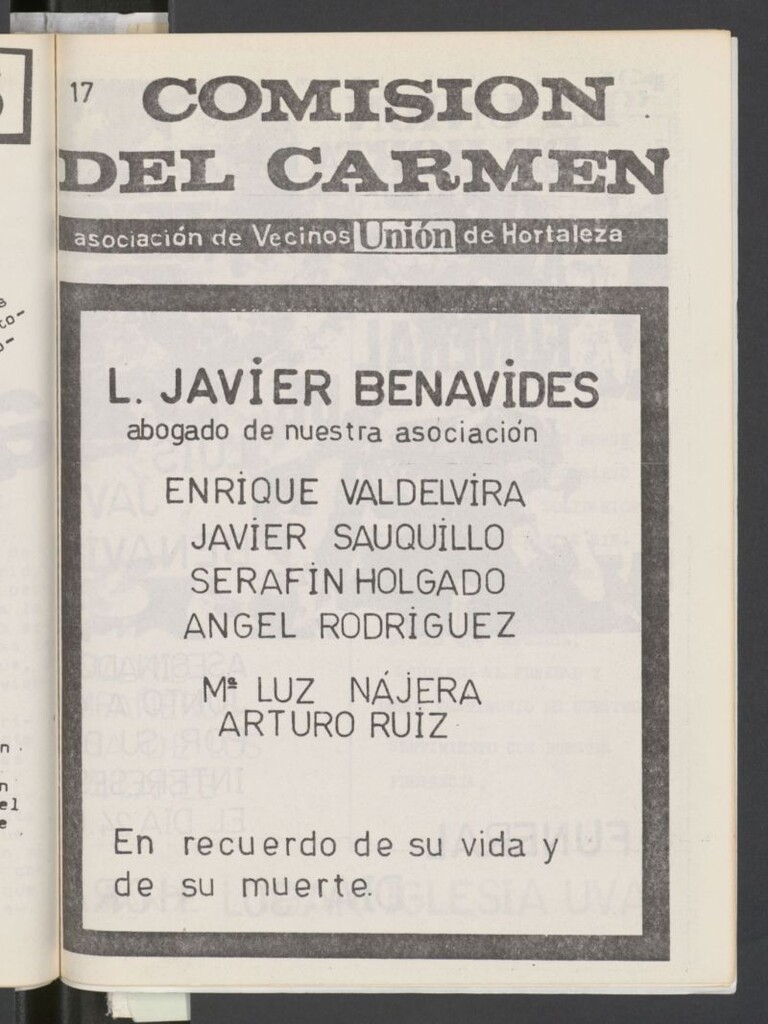 17
COMISION
DEL CARMEN
asociación de Vecinos Unión de Hortaleza
L. JAVIER BENAVIDES
abogado de nuestra asociación
ENRIQUE VALDELVIRA
JAVIER SAUQUILLO
SERAFIN HOLGADO
ANGEL RODRIGUEZ
Mª LUZ NÁJERA
ARTURO RUIZ
En recuerdo de su vida y
de su muerte.